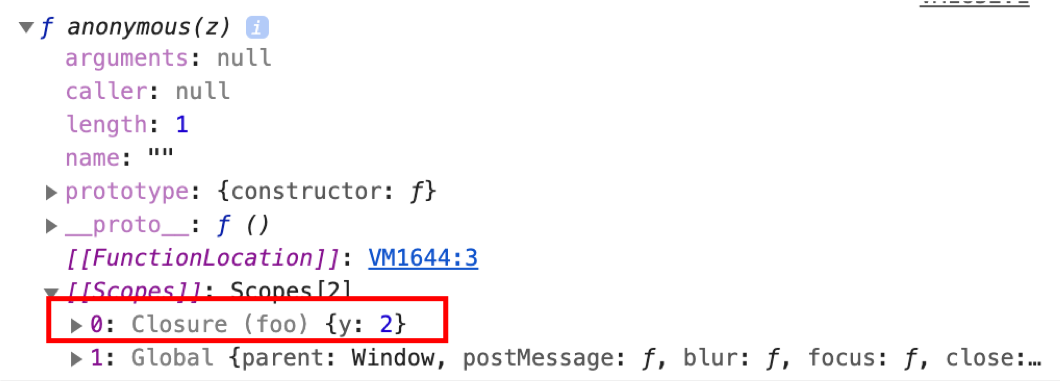 ƒ anonymous(z) i
arguments: null
caller: null
length: 1
name: ""
prototype: {constructor: ƒ}
__proto__: ƒ ()
[[FunctionLocation]]: VM1644:3
[[Scopes]]: Scopes[2]
0: Closure (foo) {y: 2}
1: Global {parent: Window, postMessage: ƒ, blur: ƒ, focus: ƒ, close:…